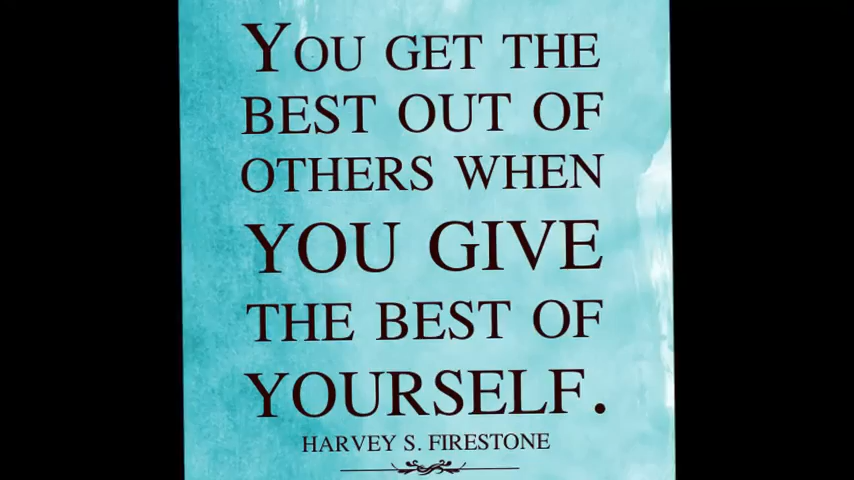 YOU GET THE
BEST OUT OF
OTHERS WHEN
YOU GIVE
THE BEST OF
YOURSELF.
HARVEY S. FIRESTONE